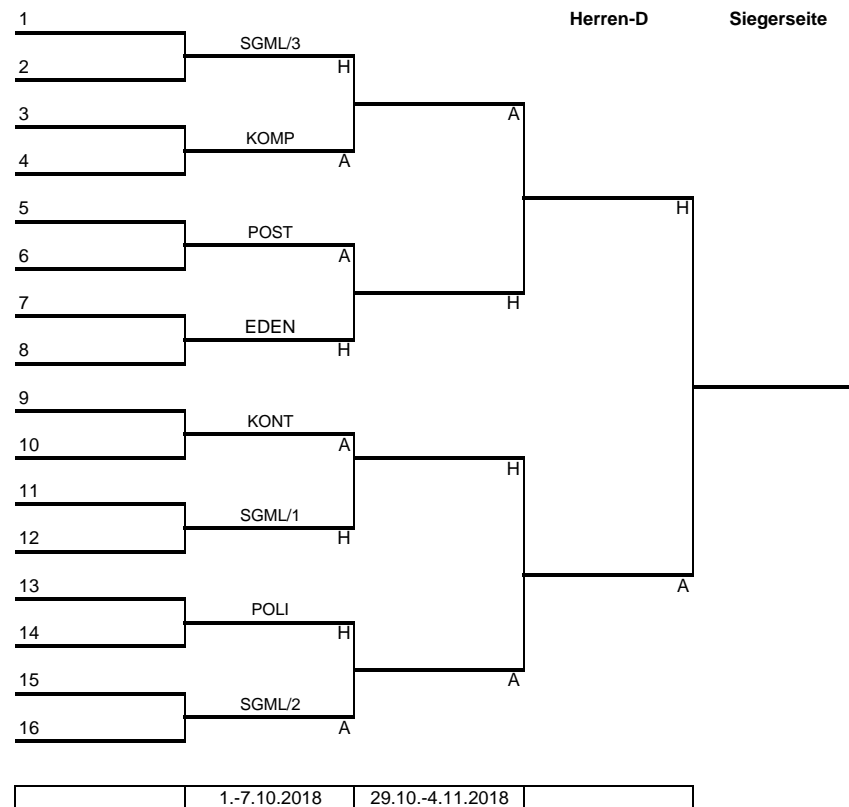 1 Herren-D Siegerseite
SGML/3
2 H
3 A
KOMP
4 A
5 H
POST
6 A
7 H
EDEN
8 H
9
KONT
10 A H
11
SGML/1
12 H
13 A
POLI
14 H
15 A
SGML/2
16 A
1.-7.10.2018 29.10.-4.11.2018